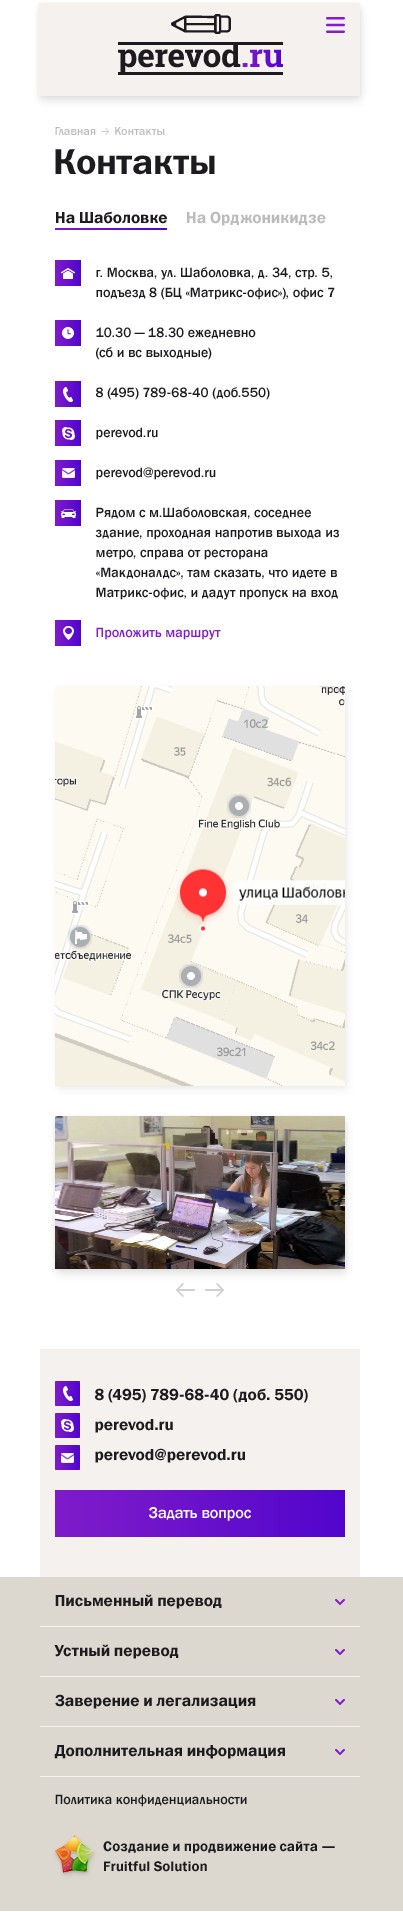 perevod.ru
Главная → Контакты
Контакты
На Шаболовке На Орджоникидзе
г. Москва, ул. Шаболовка, д. 34, стр. 5,
подъезд 8 (БЦ «Матрикс-офис»), офис 7
10.30 — 18.30 ежедневно
(сб и вс выходные)
8 (495) 789-68-40 (доб.550)
perevod.ru
perevod@perevod.ru
Рядом с м.Шаболовская, соседнее
здание, проходная напротив выхода из
метро, справа от ресторана
«Макдоналдс», там сказать, что идете в
Матрикс-офис, и дадут пропуск на вход
Проложить маршрут
проф
с
10с2
35
34с6
торы
Fine English Club
улица Шаболовк
34
34с5
етсбъединение
СПК Ресурс
34с2
39с21
8 (495) 789-68-40 (доб. 550)
perevod.ru
perevod@perevod.ru
Задать вопрос
Письменный перевод
Устный перевод
Заверение и легализация
Дополнительная информация
Политика конфиденциальности
Создание и продвижение сайта —
Fruitful Solution